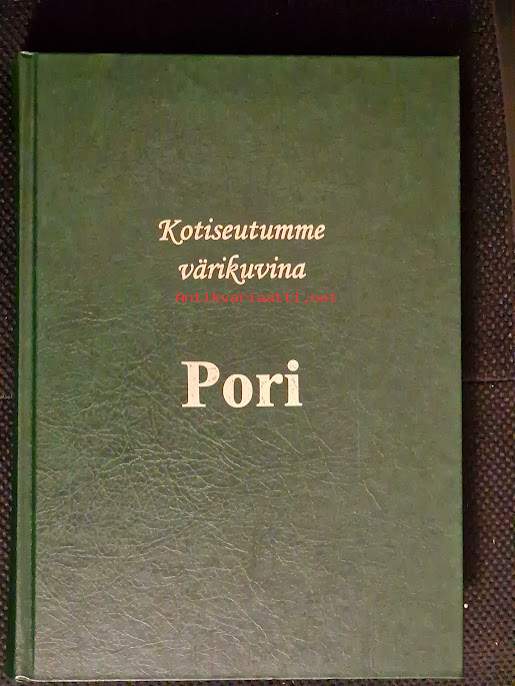 Kotiseutumme
värikuvina
Antikvariaatti.net
Pori